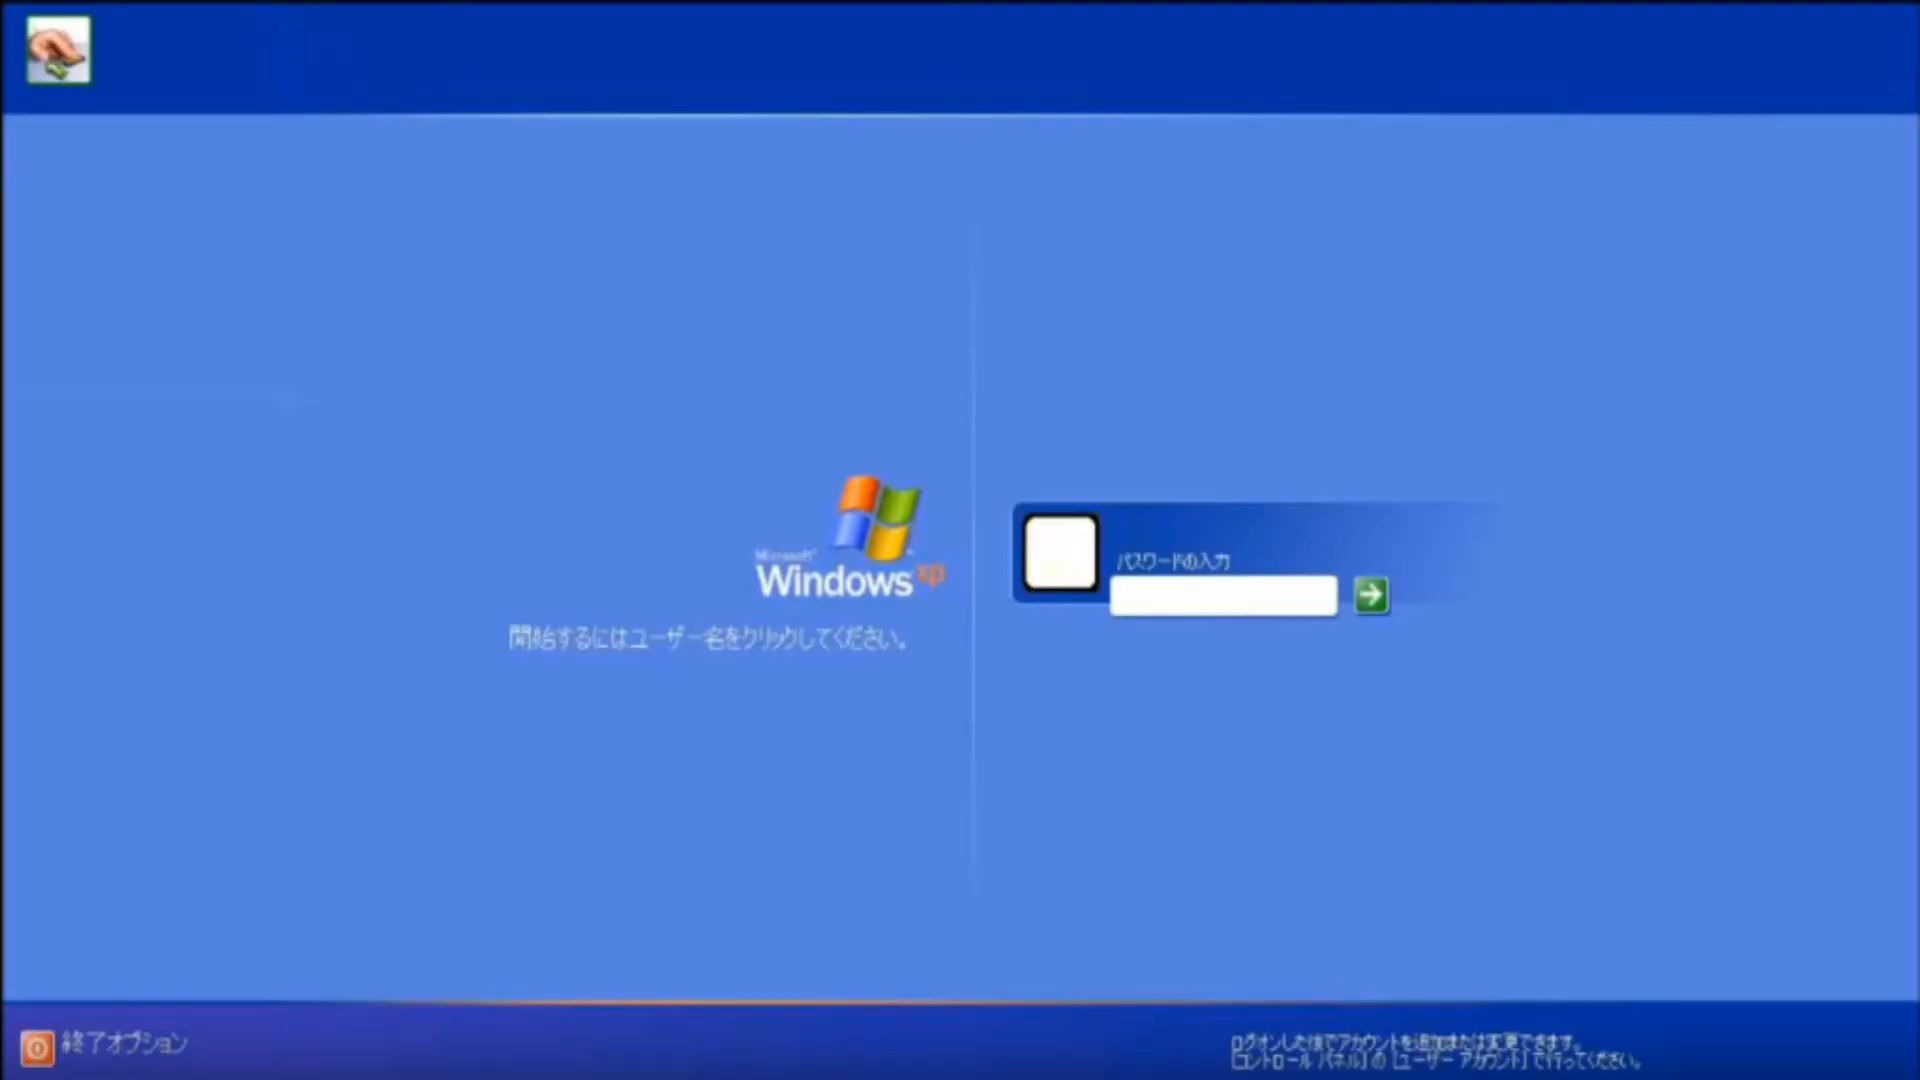 Microsoft
Windows xp
開始するにはユーザー名をクリックしてください。
パスワードの入力
終了オプション
ログオンした後でアカウントを追加または変更できます。
[コントロール パネル] の [ユーザー アカウント] で行ってください。